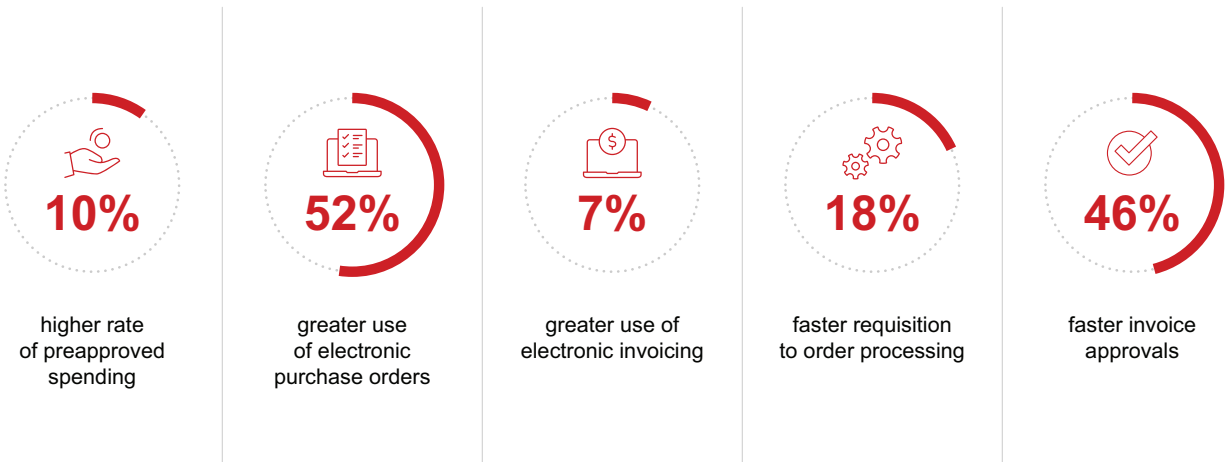 10%
higher rate
of preapproved
spending
52%
greater use
of electronic
purchase orders
$
7%
greater use of
electronic invoicing
18%
faster requisition
to order processing
46%
faster invoice
approvals